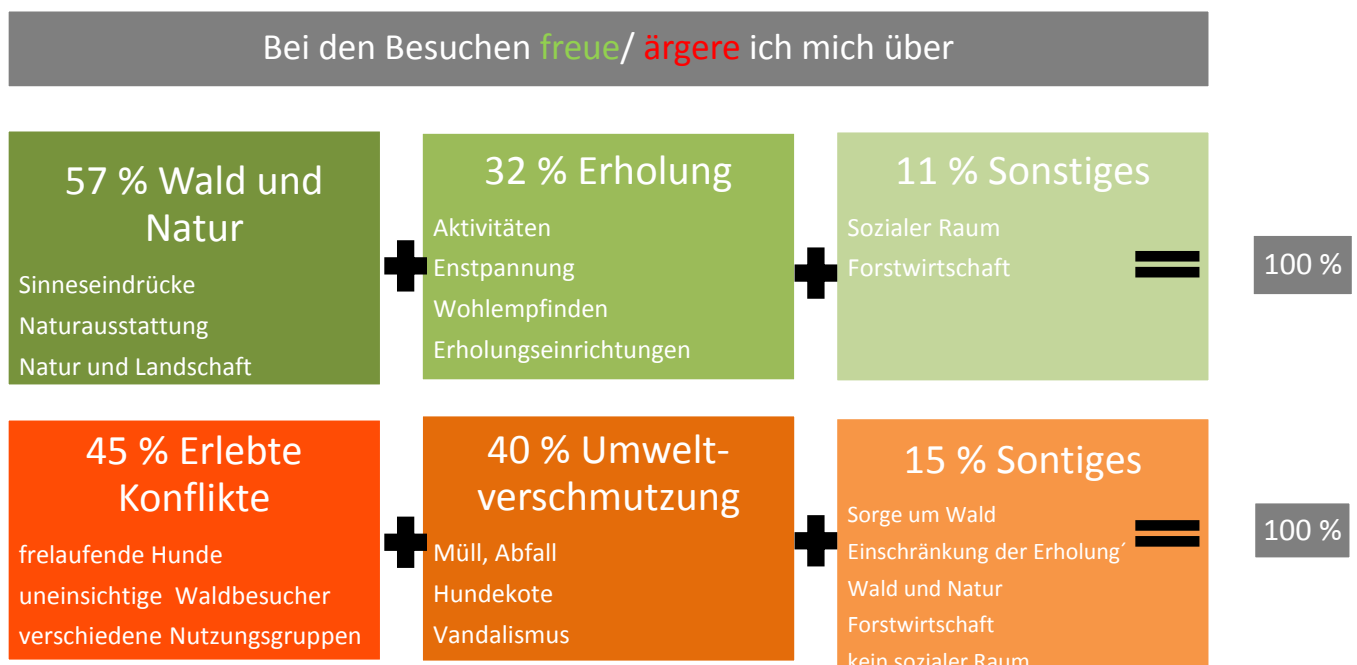 Bei den Besuchen freue/ ärgere ich mich über
57 % Wald und
Natur
Sinneseindrücke
Naturausstattung
Natur und Landschaft
32 % Erholung
Aktivitäten
Enstpannung
Wohlempfinden
Erholungseinrichtungen
11 % Sonstiges
Sozialer Raum
Forstwirtschaft
100 %
45 % Erlebte
Konflikte
frelaufende Hunde
uneinsichtige Waldbesucher
verschiedene Nutzungsgruppen
40 % Umwelt-
verschmutzung
Müll, Abfall
Hundekote
Vandalismus
15 % Sontiges
Sorge um Wald
Einschränkung der Erholung´
Wald und Natur
Forstwirtschaft
kein sozialer Raum
100 %